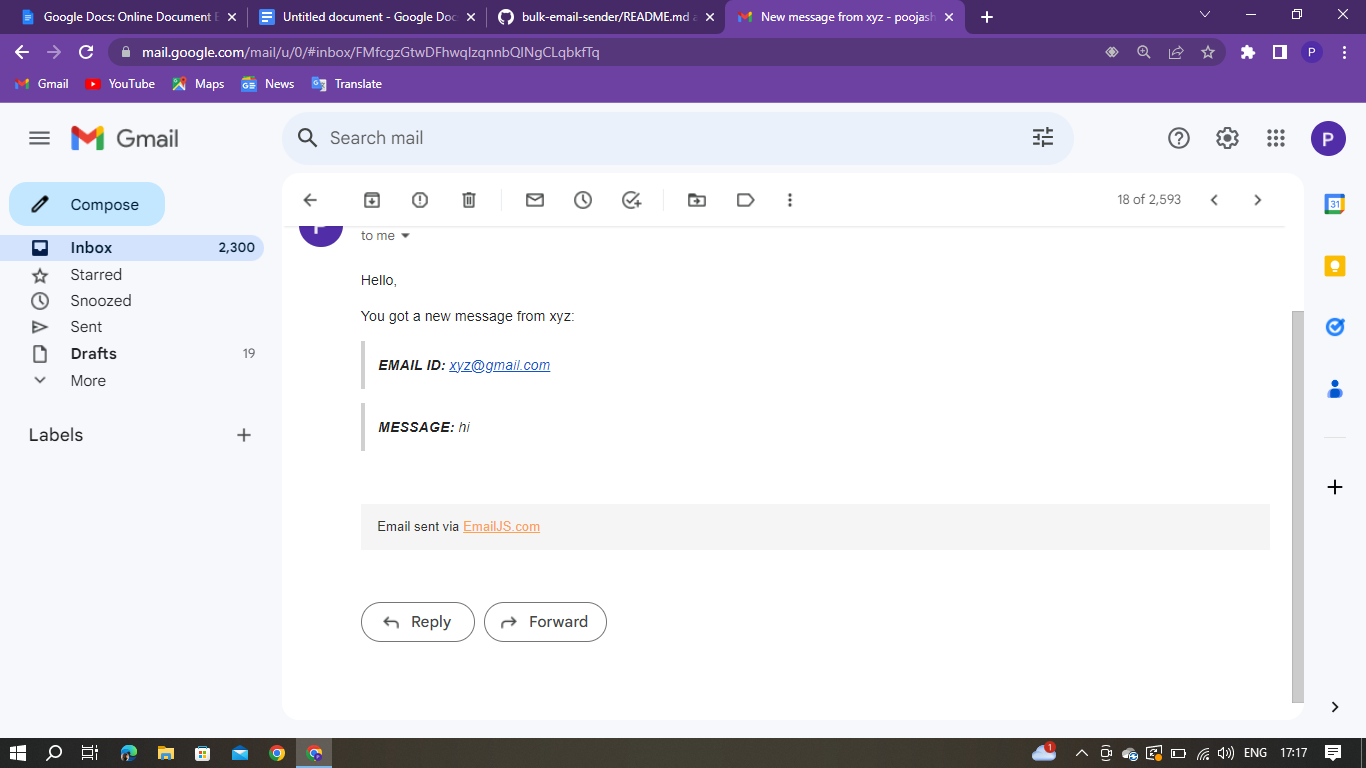 Google Docs: Online Document E
Untitled document - Google Doc
bulk-email-sender/README.md a
New message from xyz - poojash
mail.google.com/mail/u/0/#inbox/FMfcgzGtwDFhwqlzqnnbQlNgCLqbkfTq
P
Gmail
YouTube
Maps
News
Translate
Gmail
Search mail
P
Compose
18 of 2,593
31
Inbox 2,300
Starred
Snoozed
Sent
Drafts 19
More
Labels
to me
Hello,
You got a new message from xyz:
EMAIL ID: xyz@gmail.com
MESSAGE: hi
Email sent via EmailJS.com
Reply
Forward
1
ENG
17:17